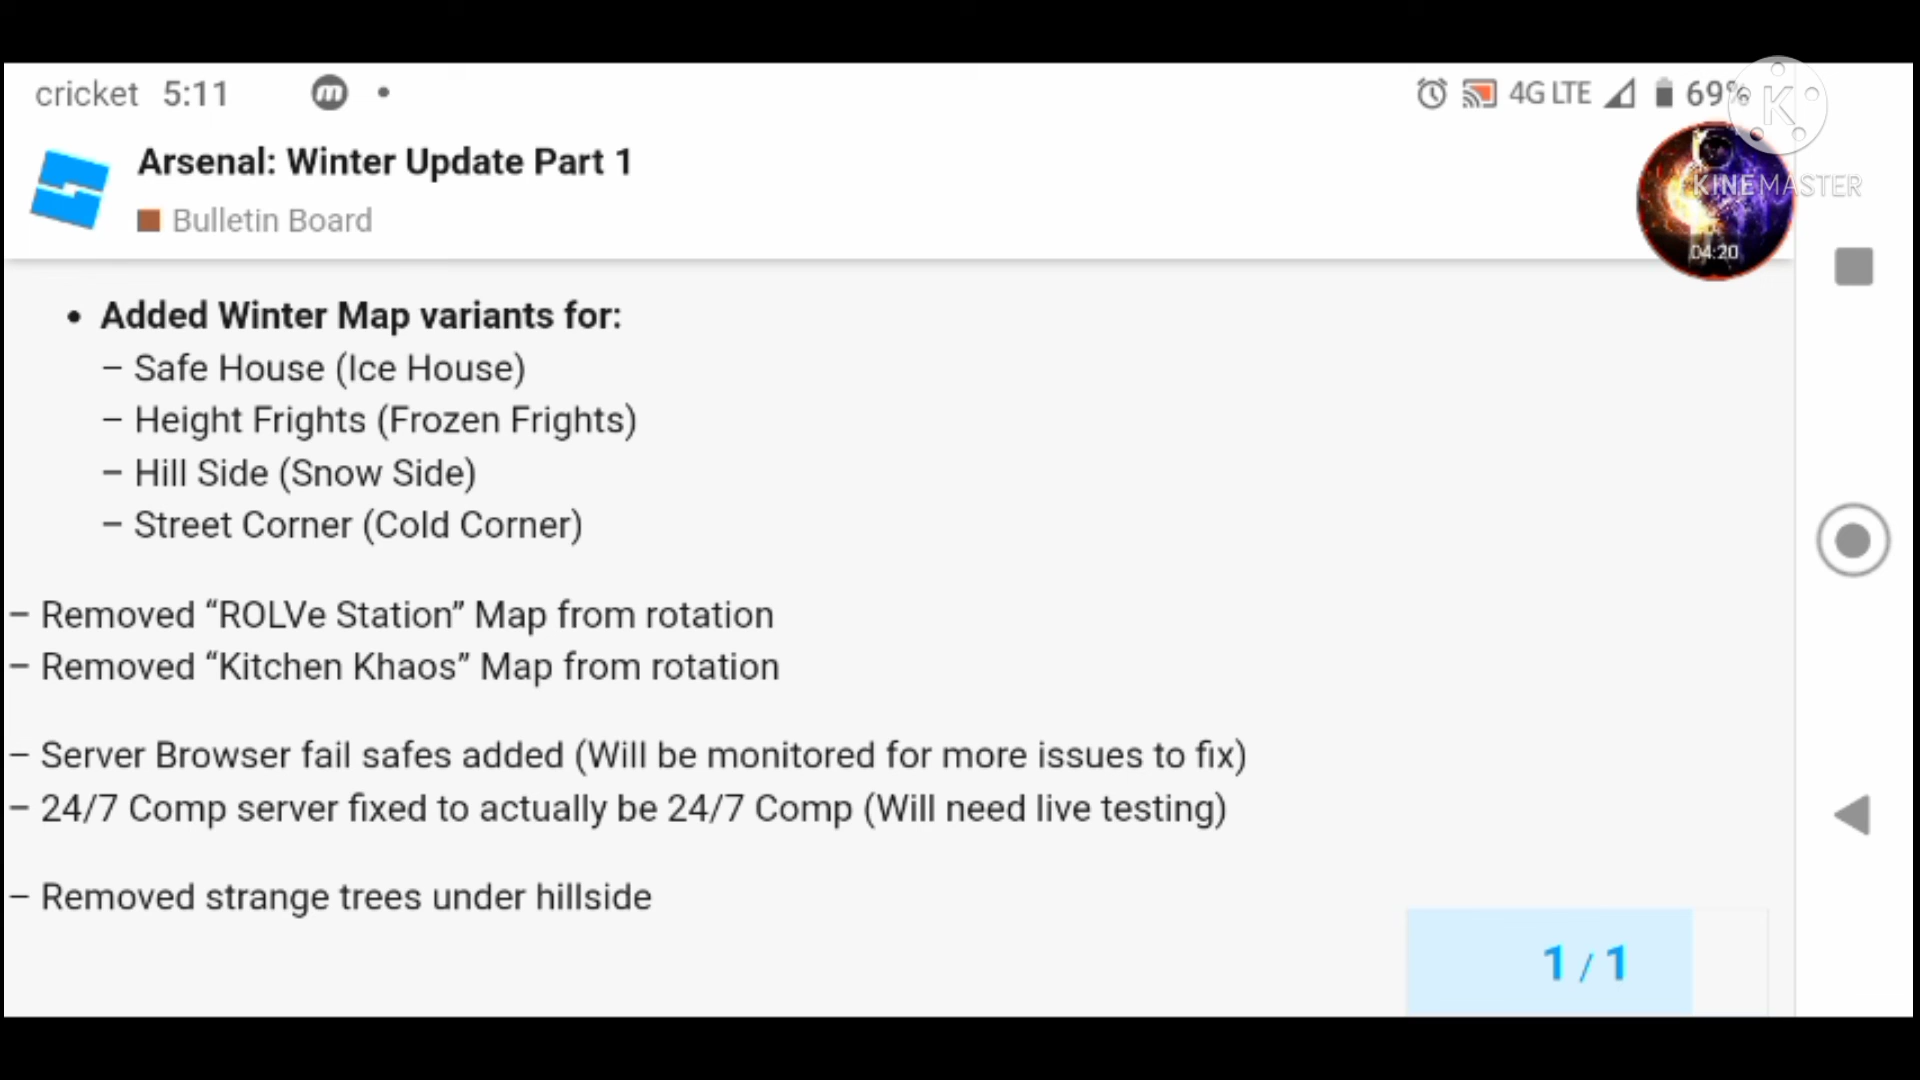 cricket 5:11 m 4G LTE 69%
K
KINEMASTER
04:20
Arsenal: Winter Update Part 1
Bulletin Board
• Added Winter Map variants for:
– Safe House (Ice House)
– Height Frights (Frozen Frights)
– Hill Side (Snow Side)
– Street Corner (Cold Corner)
– Removed “ROLVe Station” Map from rotation
– Removed “Kitchen Khaos” Map from rotation
– Server Browser fail safes added (Will be monitored for more issues to fix)
– 24/7 Comp server fixed to actually be 24/7 Comp (Will need live testing)
– Removed strange trees under hillside
1 / 1